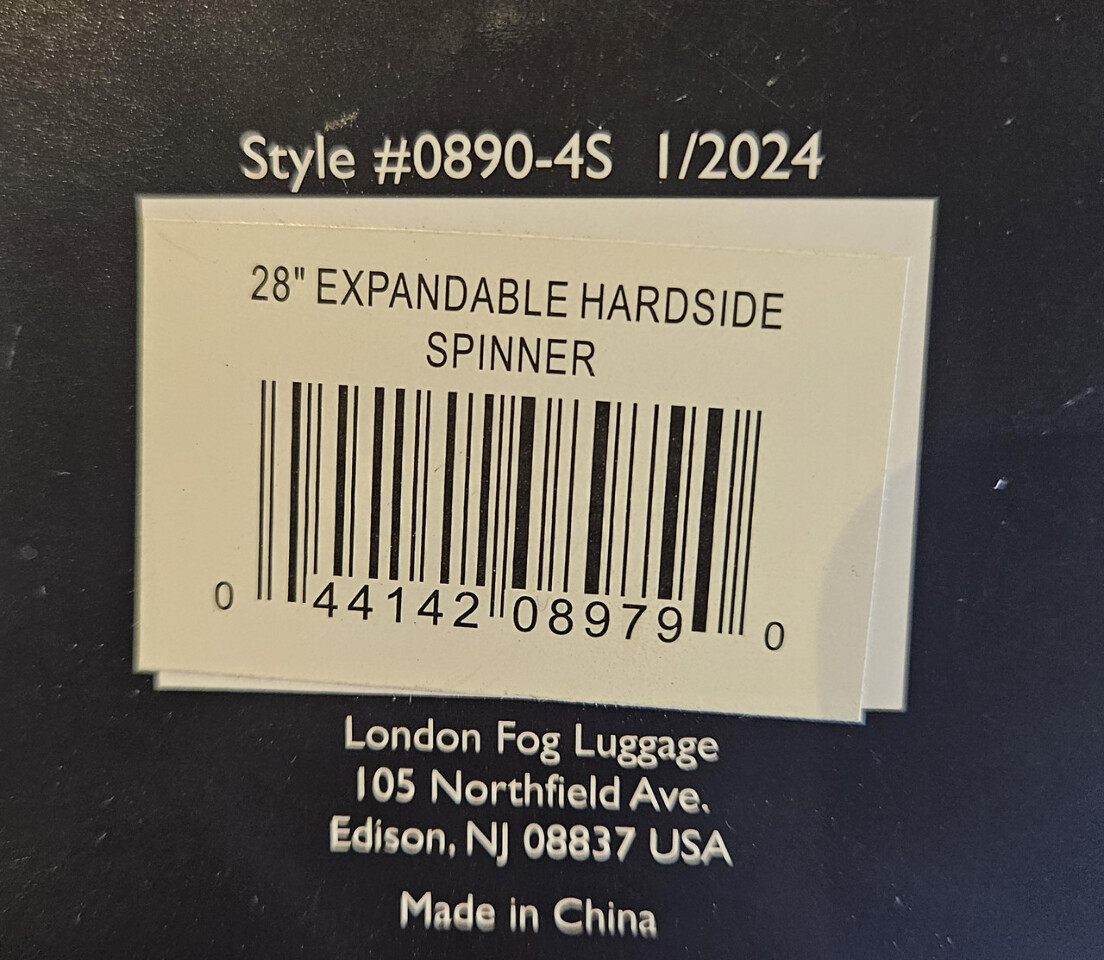 Style #0890-4S 1/2024
28" EXPANDABLE HARDSIDE
SPINNER
0 44142 08979 0
London Fog Luggage
105 Northfield Ave.
Edison, NJ 08837 USA
Made in China